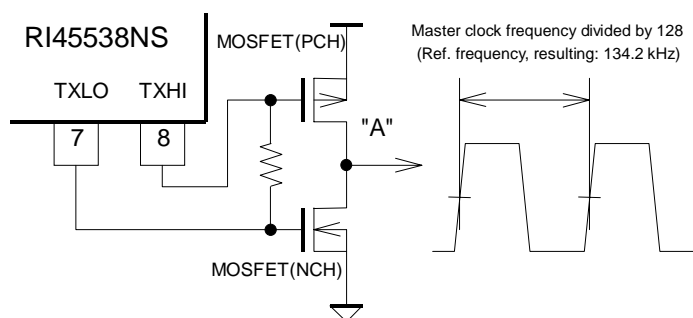 RI45538NS
TXLO TXHI
7 8
MOSFET(PCH)
"A"
MOSFET(NCH)
Master clock frequency divided by 128
(Ref. frequency, resulting: 134.2 kHz)